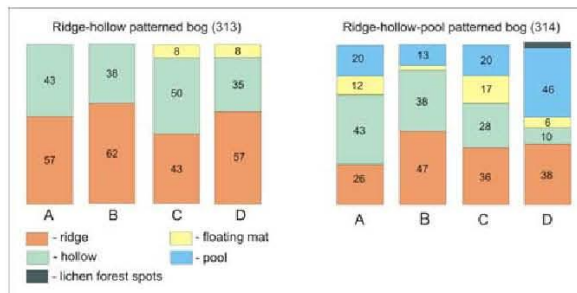 Ridge-hollow patterned bog (313)
Ridge-hollow-pool patterned bog (314)
43 57
38 62
8 50 43
8 35 57
A B C D
20 12 43 26
13 38 47
20 17 28 36
46 6 10 38
A B C D
- ridge
- hollow
- lichen forest spots
- floating mat
- pool